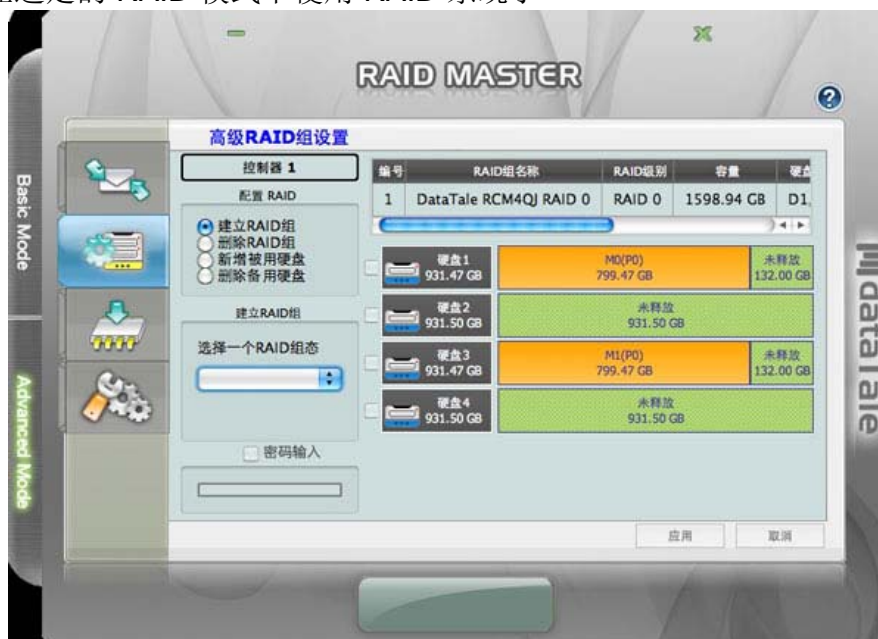 RAID MASTER
?
高级RAID组设置
Basic Mode
Advanced Mode
控制器 1
配置 RAID
建立RAID组
删除RAID组
新增被用硬盘
删除备用硬盘
建立RAID组
选择一个RAID组态
密码输入
编号 RAID组名称 RAID级别 容量
1 DataTale RCM4QJ RAID 0 RAID 0 1598.94 GB D1,
硬盘1 M0(P0) 未释放
931.47 GB 799.47 GB 132.00 GB
硬盘2 未释放
931.50 GB 931.50 GB
硬盘3 M1(P0) 未释放
931.47 GB 799.47 GB 132.00 GB
硬盘4 未释放
931.50 GB 931.50 GB
应用 取消
DataTale